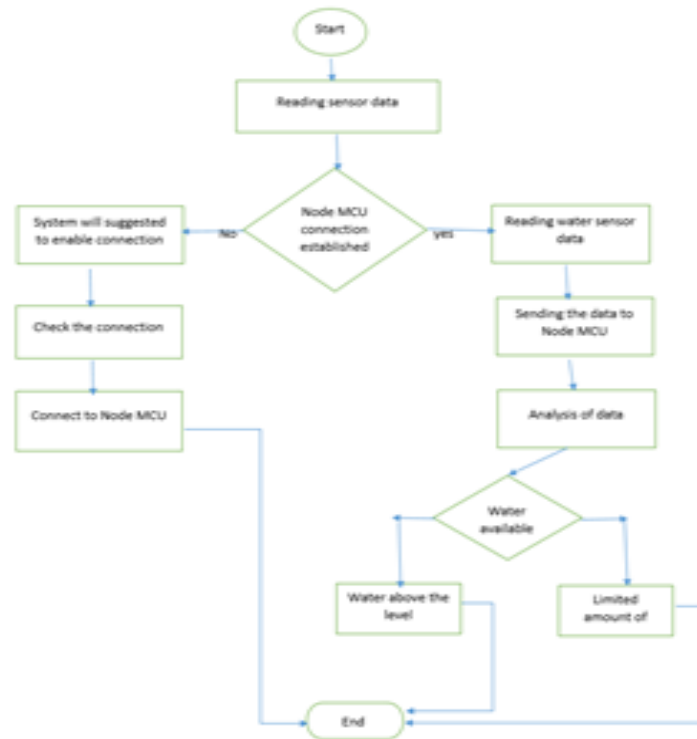 Start
Reading sensor data
Node MCU
connection
established
No
yes
System will suggested
to enable connection
Reading water sensor
data
Check the connection
Sending the data to
Node MCU
Connect to Node MCU
Analysis of data
Water
available
Water above the
level
Limited
amount of
End